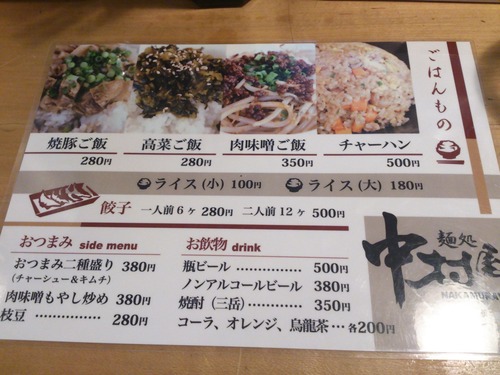 ごはんもの
焼豚ご飯 高菜ご飯 肉味噌ご飯 チャーハン
280円 280円 350円 500円
ライス(小) 100円 ライス(大) 180円
餃子 一人前6ヶ280円 二人前12ヶ500円
おつまみ side menu
おつまみ二種盛り 380円
(チャーシュー&キムチ)
肉味噌もやし炒め 380円
枝豆 ............... 280円
お飲物 drink
瓶ビール ............... 500円
ノンアルコールビール 380円
焼酎(三岳) ............ 350円
コーラ、オレンジ、烏龍茶… 各200円
麺処
中村屋